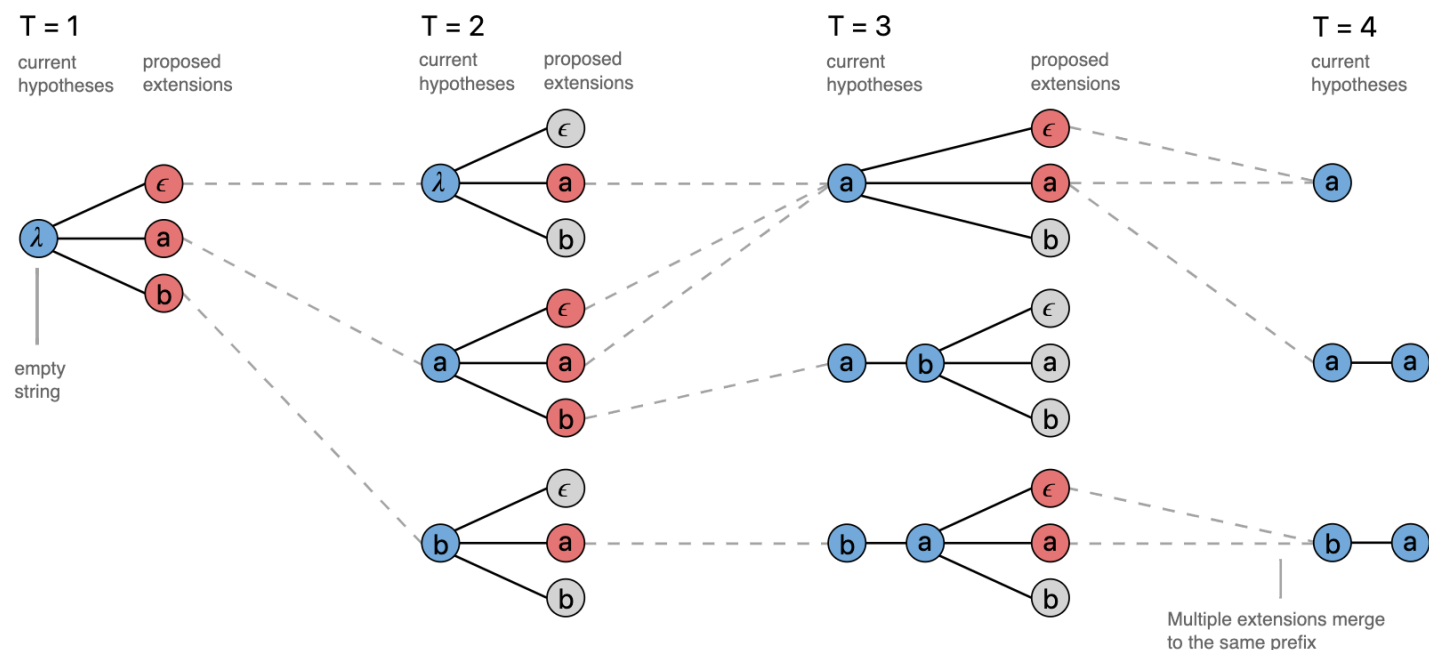 T = 1
T = 2
T = 3
T = 4
current
hypotheses
proposed
extensions
current
hypotheses
proposed
extensions
current
hypotheses
proposed
extensions
current
hypotheses
λ
ϵ
a
b
empty
string
λ
ϵ
a
b
a
ϵ
a
b
b
ϵ
a
b
a
ϵ
a
b
a
b
ϵ
a
b
b
a
ϵ
a
b
a
a
a
b
a
Multiple extensions merge
to the same prefix